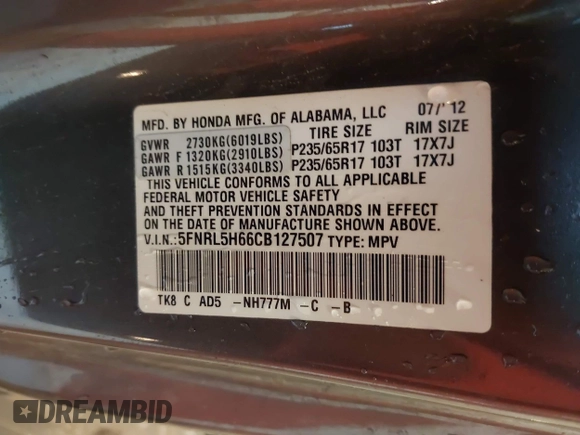 MFD. BY HONDA MFG. OF ALABAMA, LLC 07/'12
TIRE SIZE RIM SIZE
GVWR 2730KG(6019LBS)
GAWR F 1320KG(2910LBS) P235/65R17 103T 17X7J
GAWR R 1515KG(3340LBS) P235/65R17 103T 17X7J
THIS VEHICLE CONFORMS TO ALL APPLICABLE
FEDERAL MOTOR VEHICLE SAFETY
AND THEFT PREVENTION STANDARDS IN EFFECT
ON THE DATE OF MANUFACTURE SHOWN ABOVE.
V.I.N.:5FNRL5H66CB127507 TYPE: MPV
TK8 C AD5 -NH777M -C -B
DREAMBID